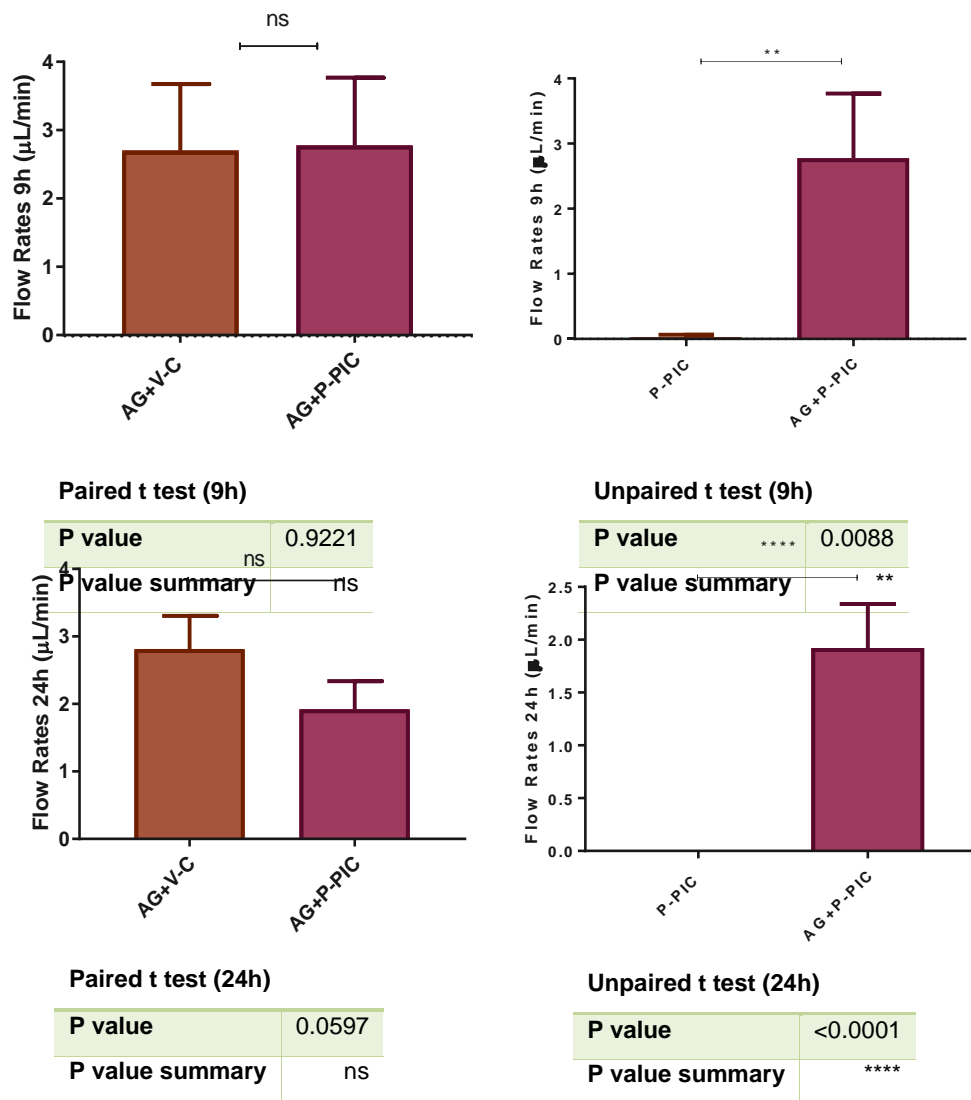 ns
Flow Rates 9h (μL/min)
4
3
2
1
0
AG+V-C
AG+P-PIC
**
Flow Rates 9h (μL/min)
4
3
2
1
0
P-PIC
AG+P-PIC
Paired t test (9h)
P value 0.9221
P value summary ns
Unpaired t test (9h)
P value 0.0088
P value summary **
ns
Flow Rates 24h (μL/min)
4
3
2
1
0
AG+V-C
AG+P-PIC
****
Flow Rates 24h (μL/min)
2.5
2.0
1.5
1.0
0.5
0.0
P-PIC
AG+P-PIC
Paired t test (24h)
P value 0.0597
P value summary ns
Unpaired t test (24h)
P value <0.0001
P value summary ****